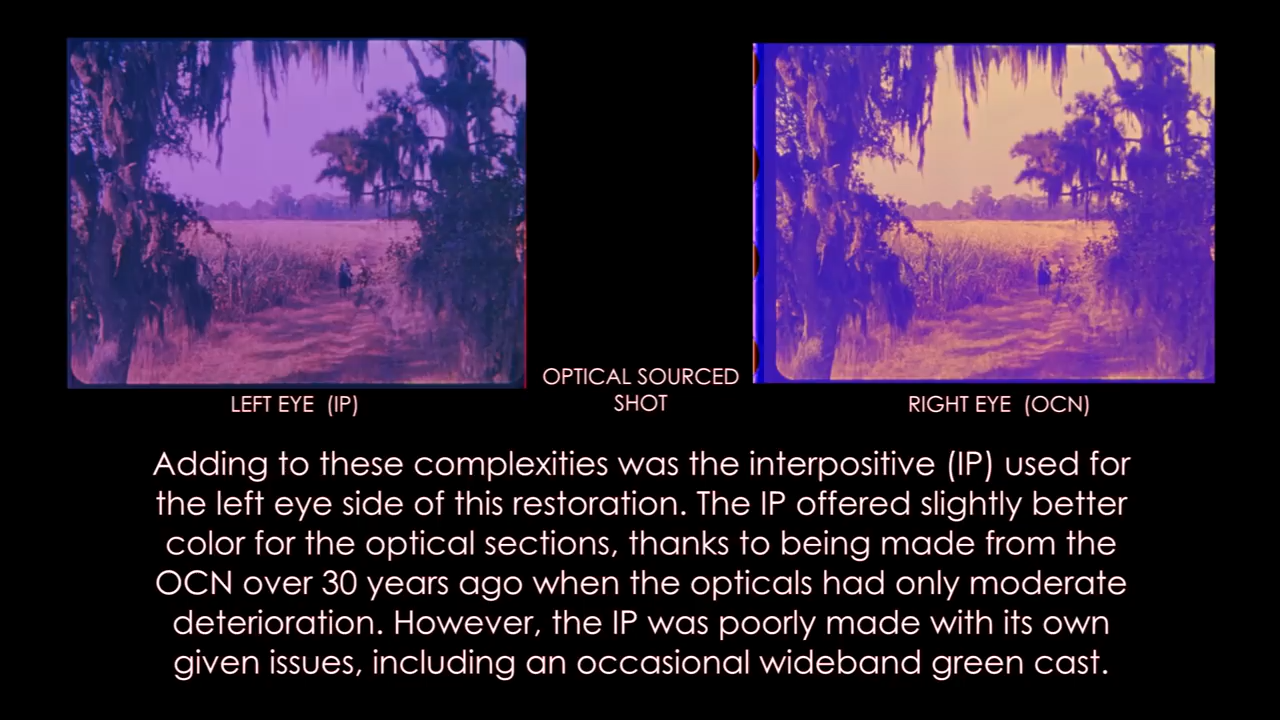 OPTICAL SOURCED
SHOT
LEFT EYE (IP)
RIGHT EYE (OCN)
Adding to these complexities was the interpositive (IP) used for
the left eye side of this restoration. The IP offered slightly better
color for the optical sections, thanks to being made from the
OCN over 30 years ago when the opticals had only moderate
deterioration. However, the IP was poorly made with its own
given issues, including an occasional wideband green cast.